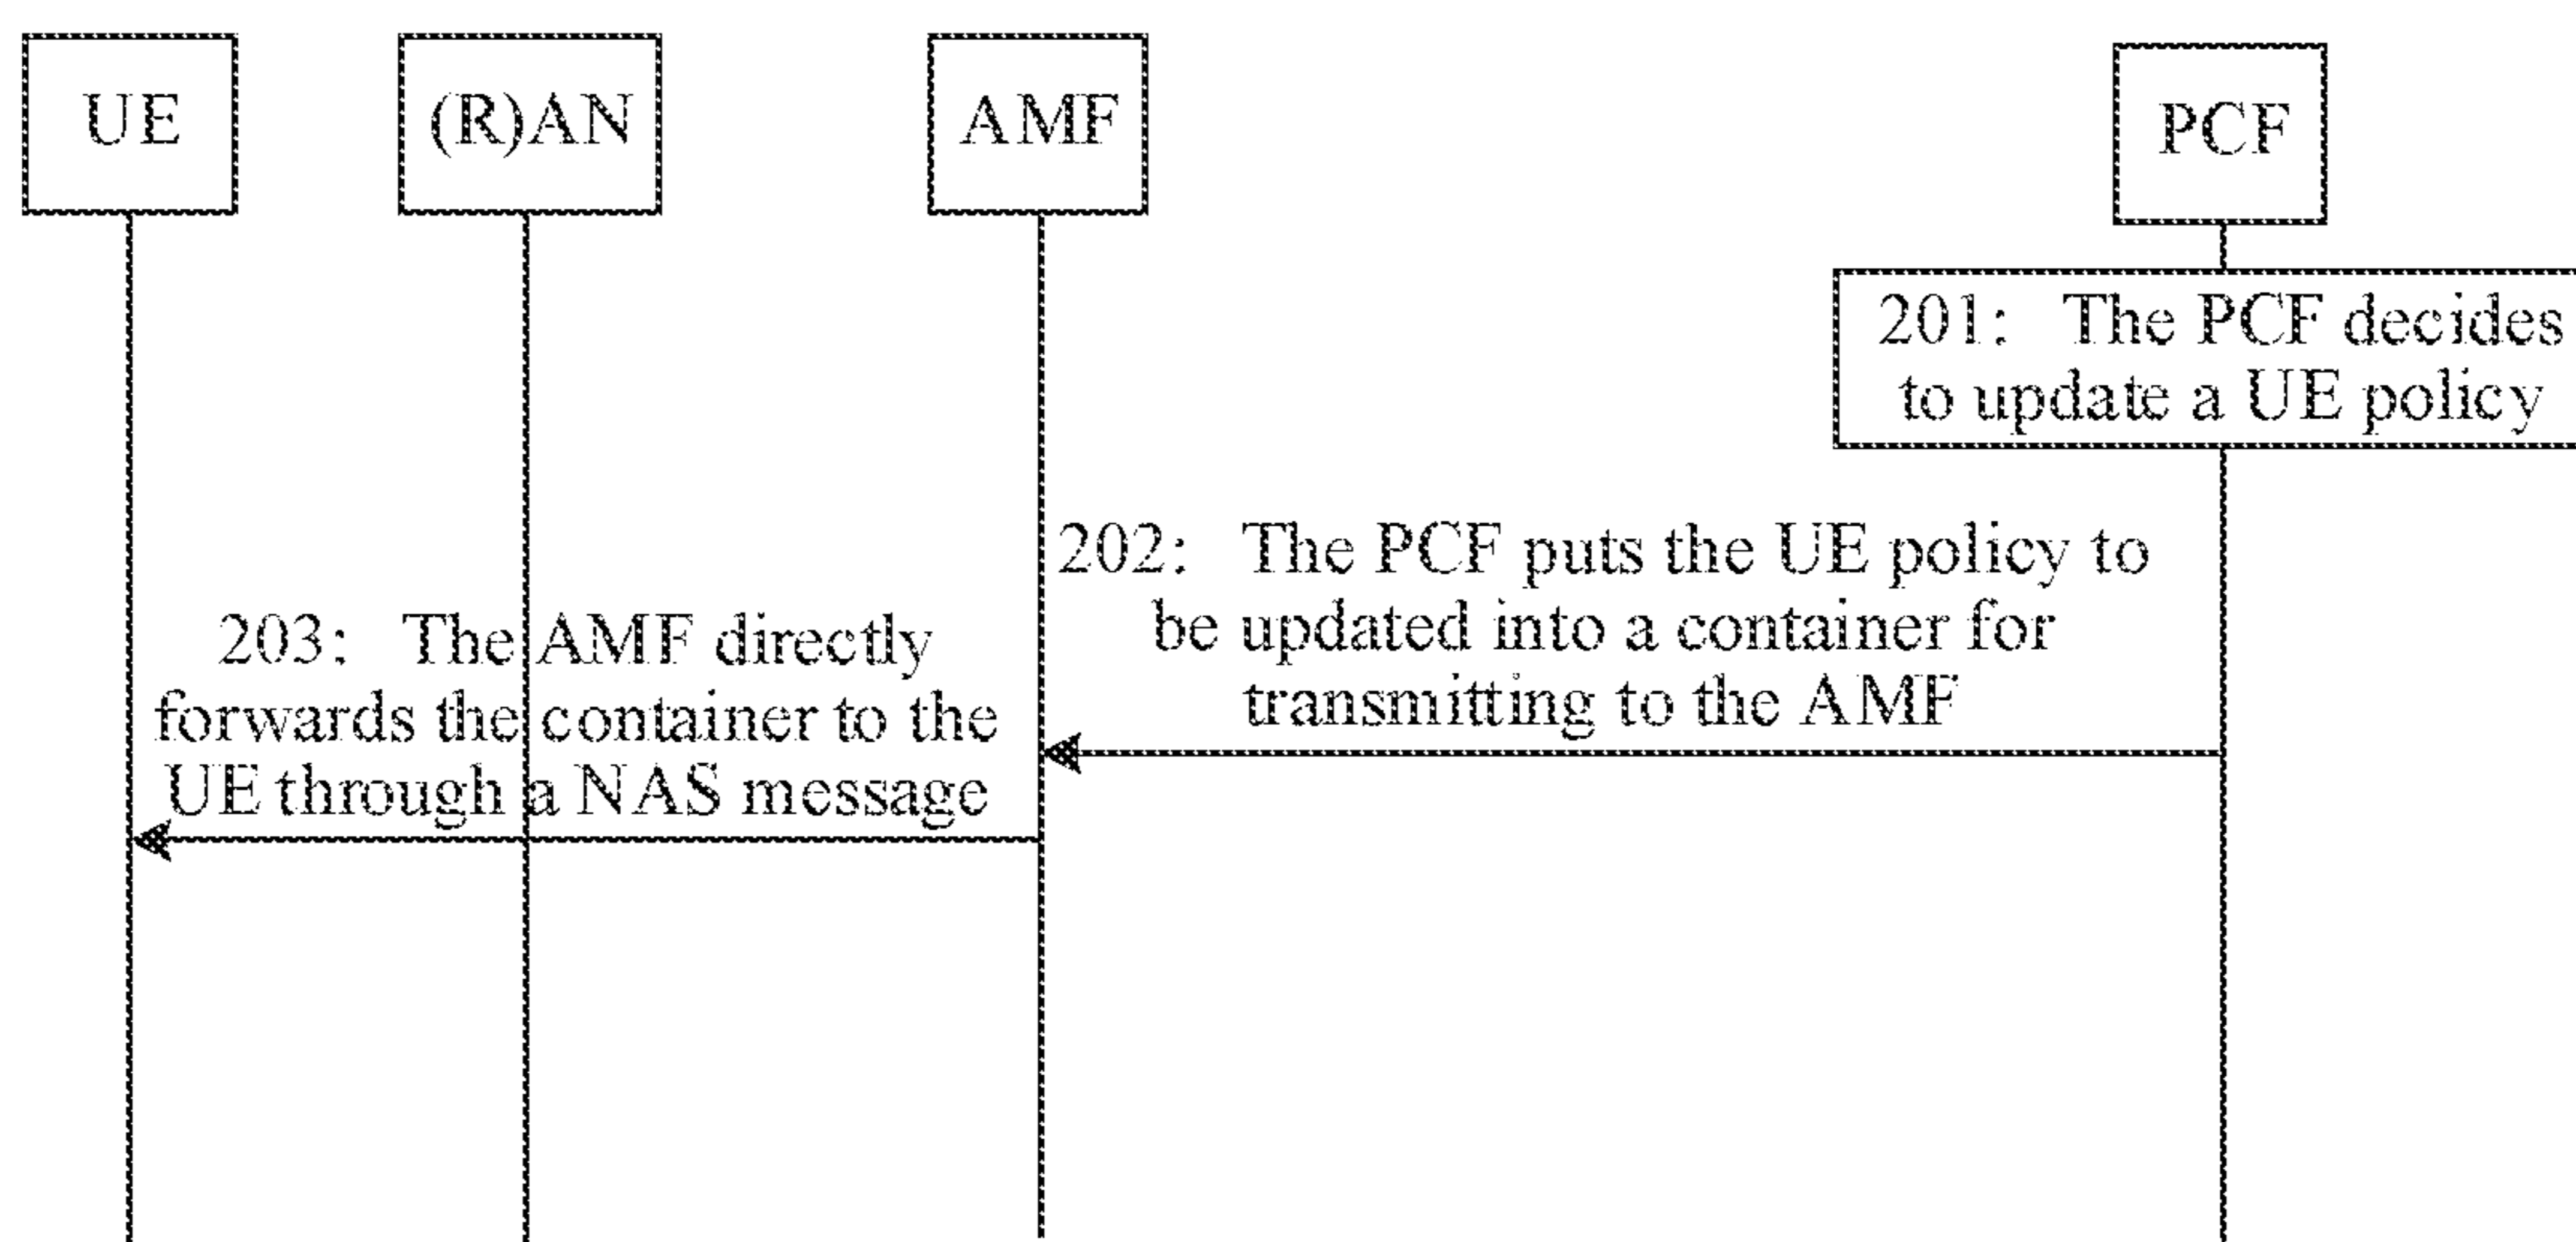 UE
(R)AN
AMF
PCF
201: The PCF decides
to update a UE policy
202: The PCF puts the UE policy to
be updated into a container for
transmitting to the AMF
203: The AMF directly
forwards the container to the
UE through a NAS message